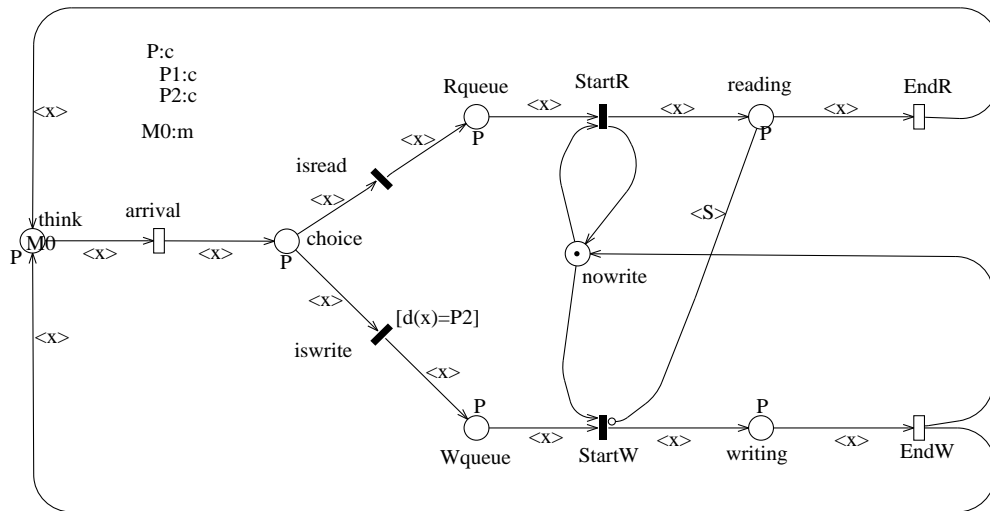 P:c
P1:c
P2:c
M0:m
Rqueue
StartR
reading
EndR
<x>
<x>
<x>
<x>
P
P
<x>
isread
<x>
<S>
think
arrival
M0
P
<x>
<x>
choice
P
nowrite
<x>
[d(x)=P2]
<x>
iswrite
<x>
P
P
<x>
<x>
<x>
Wqueue
StartW
writing
EndW